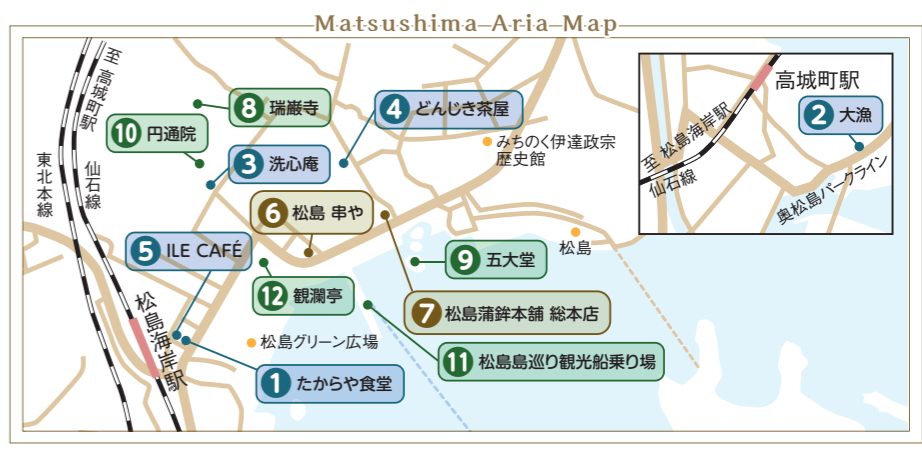 Matsushima Aria Map
至 高城町駅
東北本線
仙石線
8 瑞巌寺
10 円通院
3 洗心庵
4 どんじき茶屋
みちのく伊達政宗
歴史館
6 松島 串や
5 ILE CAFÉ
松島
9 五大堂
12 観瀾亭
7 松島蒲鉾本舗 総本店
松島海岸駅
松島グリーン広場
11 松島島巡り観光船乗り場
1 たからや食堂
高城町駅
2 大漁
至 松島海岸駅
仙石線
奥松島パークライン